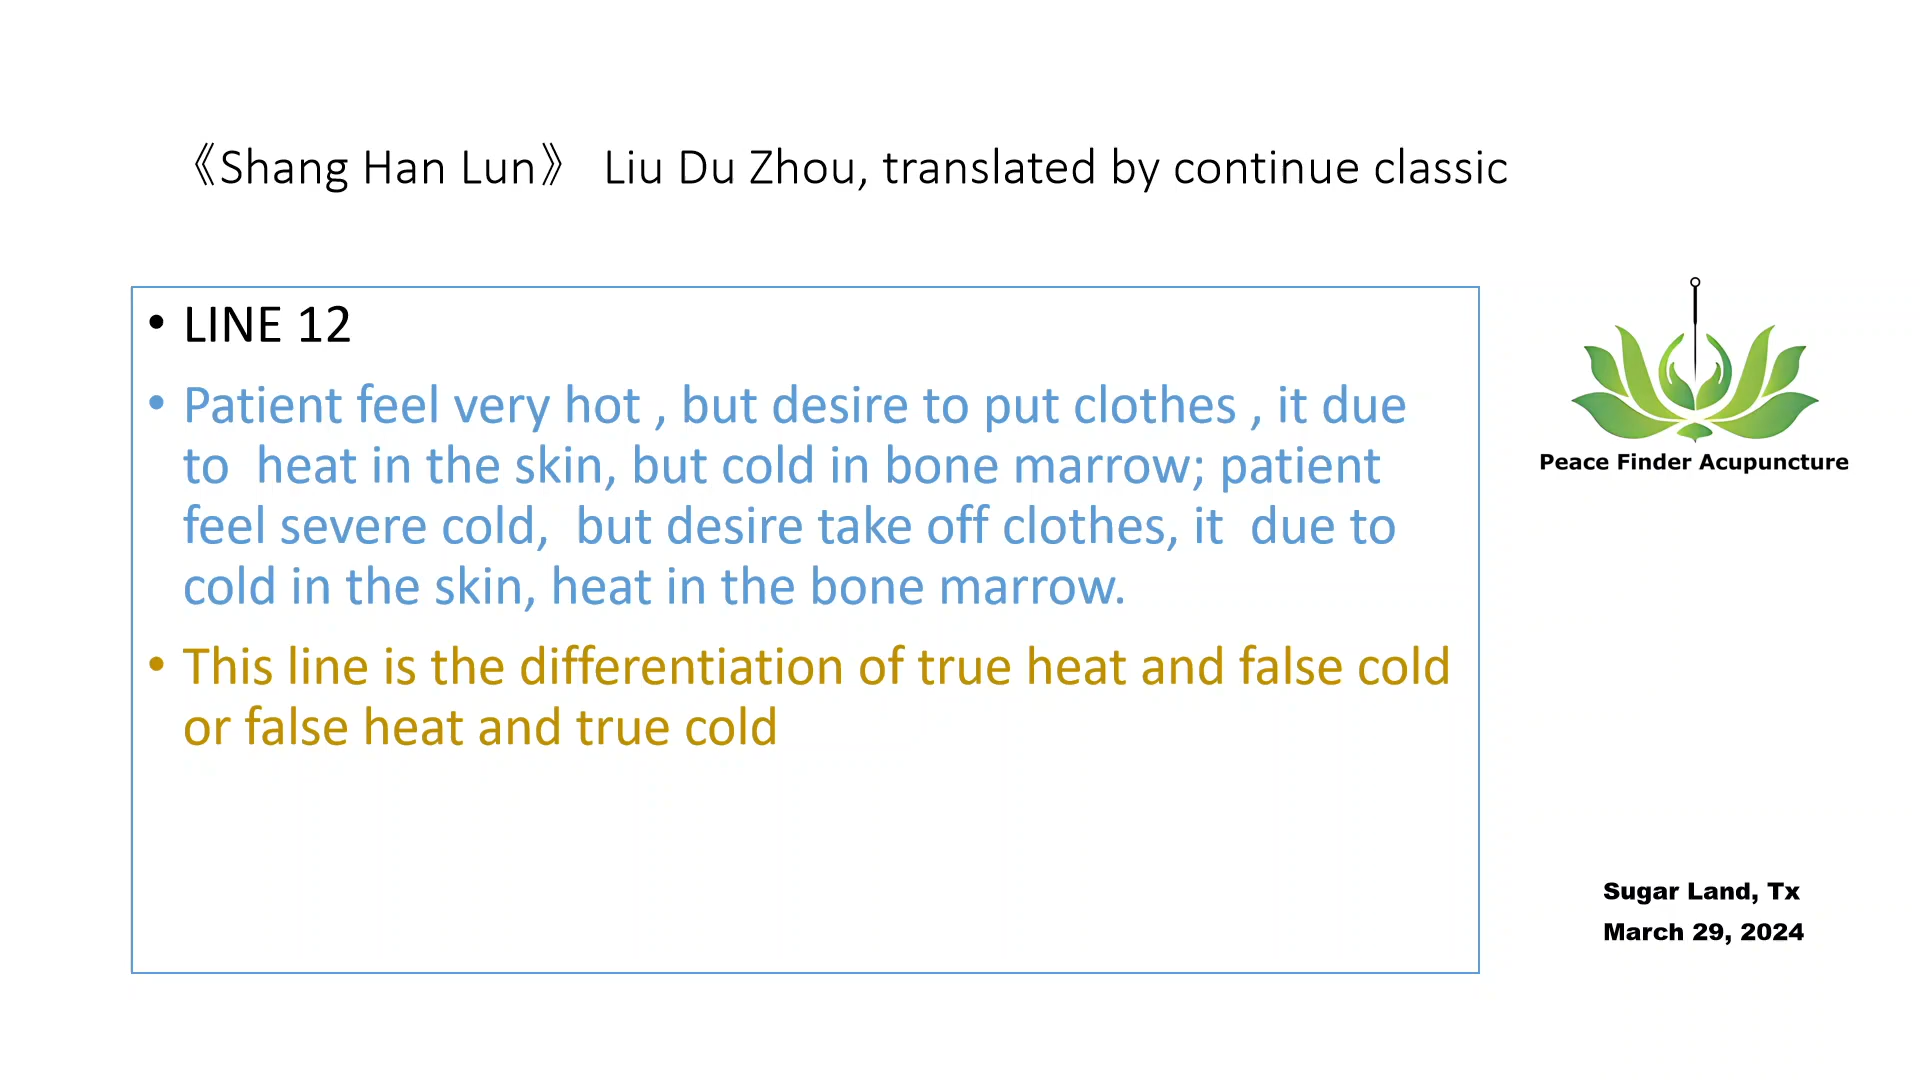 《Shang Han Lun》 Liu Du Zhou, translated by continue classic
• LINE 12
• Patient feel very hot , but desire to put clothes , it due
to heat in the skin, but cold in bone marrow; patient
feel severe cold, but desire take off clothes, it due to
cold in the skin, heat in the bone marrow.
• This line is the differentiation of true heat and false cold
or false heat and true cold
Peace Finder Acupuncture
Sugar Land, Tx
March 29, 2024